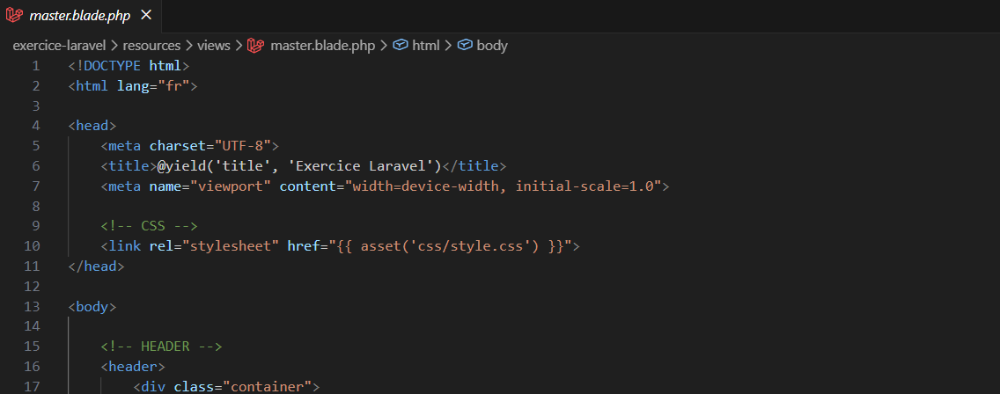 master.blade.php
exercice-laravel > resources > views > master.blade.php > html > body
1 <!DOCTYPE html>
2 <html lang="fr">
3
4 <head>
5 <meta charset="UTF-8">
6 <title>@yield('title', 'Exercice Laravel')</title>
7 <meta name="viewport" content="width=device-width, initial-scale=1.0">
8
9 <!-- CSS -->
10 <link rel="stylesheet" href="{{ asset('css/style.css') }}">
11 </head>
12
13 <body>
14
15 <!-- HEADER -->
16 <header>
17 <div class="container">